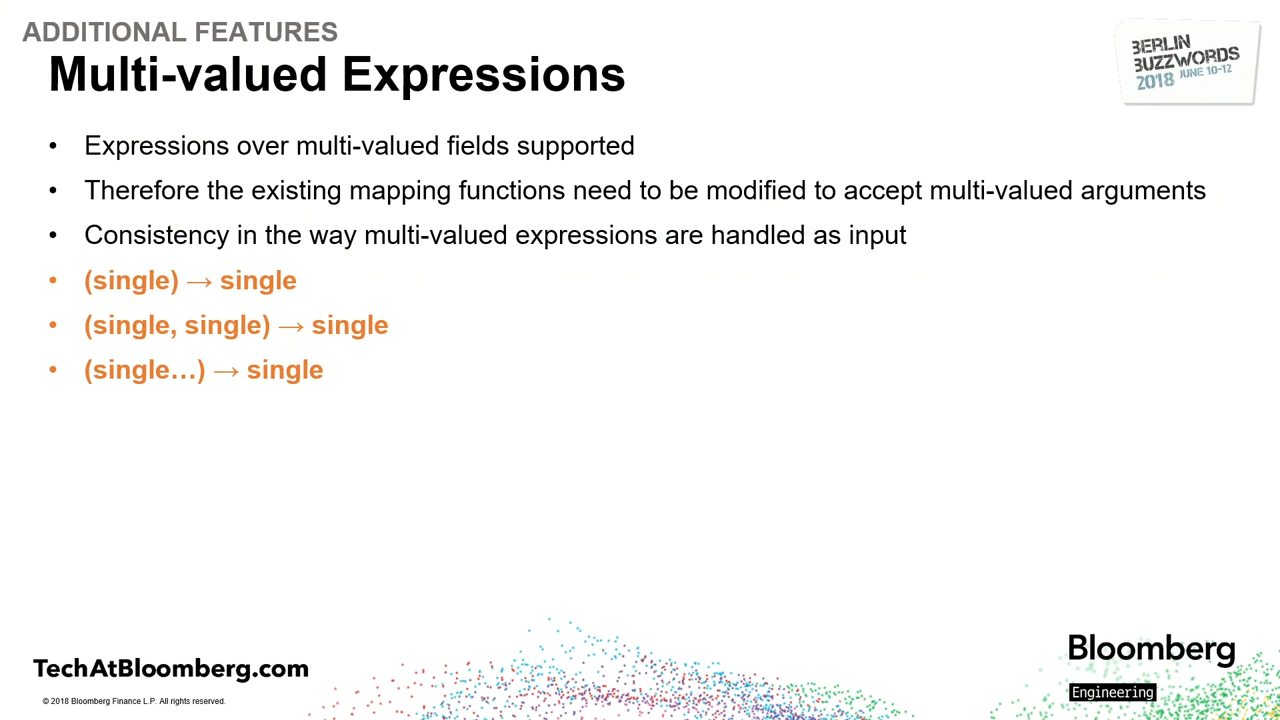 ADDITIONAL FEATURES
Multi-valued Expressions
BERLIN
BUZZWORDS
2018 JUNE 10-12
• Expressions over multi-valued fields supported
• Therefore the existing mapping functions need to be modified to accept multi-valued arguments
• Consistency in the way multi-valued expressions are handled as input
• (single) → single
• (single, single) → single
• (single…) → single
TechAtBloomberg.com
© 2018 Bloomberg Finance L.P. All rights reserved.
Bloomberg
Engineering